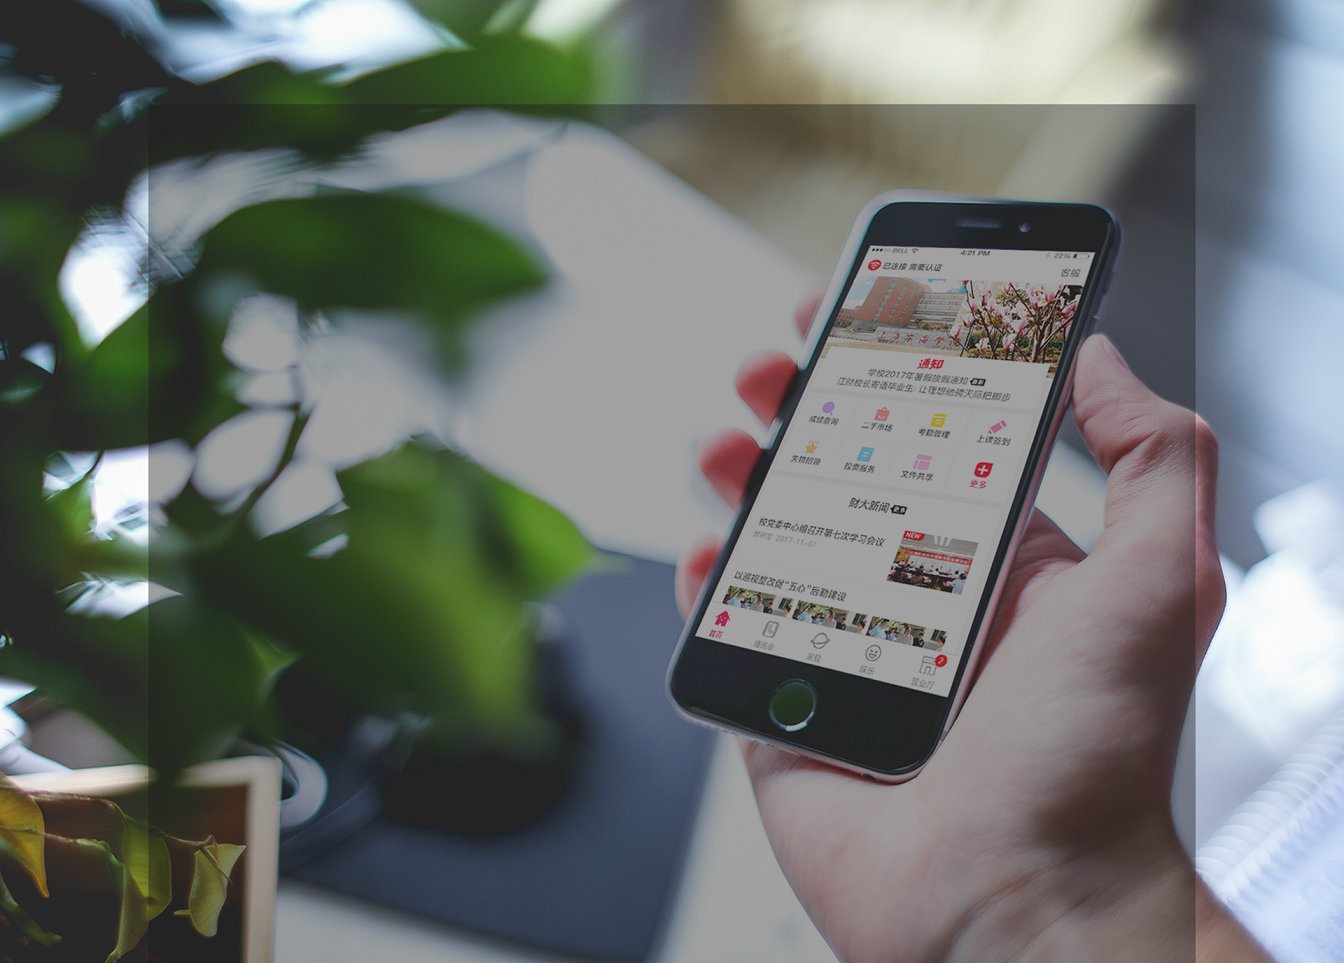 BELL
4:21 PM
22%
已连接 需要认证
客服
通知
学校2017年暑假放假通知
江财校长寄语毕业生: 让理想驰骋天际把脚步
成绩查询
二手市场
考勤管理
上课签到
失物招领
投票服务
文件共享
更多
财大新闻
校党委中心组召开第七次学习会议
2017-11-01
NEW
以巡视整改促“五心”后勤建设
首页
通讯录
发现
娱乐
营业厅
2